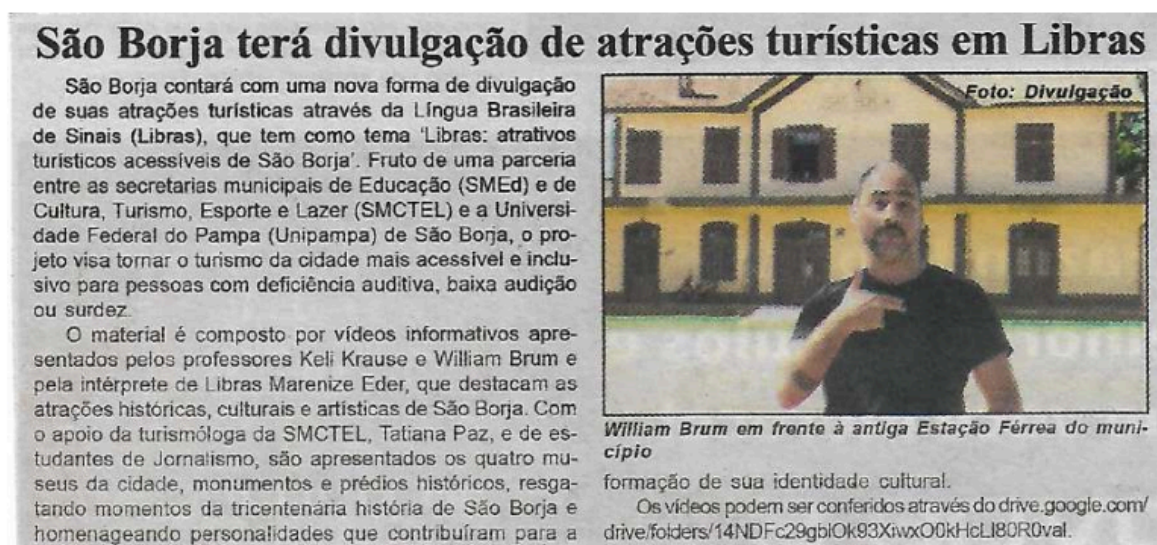 São Borja terá divulgação de atrações turísticas em Libras
São Borja contará com uma nova forma de divulgação
de suas atrações turísticas através da Língua Brasileira
de Sinais (Libras), que tem como tema ‘Libras: atrativos
turísticos acessíveis de São Borja’. Fruto de uma parceria
entre as secretarias municipais de Educação (SMEd) e de
Cultura, Turismo, Esporte e Lazer (SMCTEL) e a Universi-
dade Federal do Pampa (Unipampa) de São Borja, o pro-
jeto visa tornar o turismo da cidade mais acessível e inclu-
sivo para pessoas com deficiência auditiva, baixa audição
ou surdez.
O material é composto por vídeos informativos apre-
sentados pelos professores Keli Krause e William Brum e
pela intérprete de Libras Marenize Eder, que destacam as
atrações históricas, culturais e artísticas de São Borja. Com
o apoio da turismóloga da SMCTEL, Tatiana Paz, e de es-
tudantes de Jornalismo, são apresentados os quatro mu-
seus da cidade, monumentos e prédios históricos, resga-
tando momentos da tricentenária história de São Borja e
homenageando personalidades que contribuíram para a
Foto: Divulgação
William Brum em frente à antiga Estação Férrea do muni-
cípio
formação de sua identidade cultural.
Os vídeos podem ser conferidos através do drive.google.com/